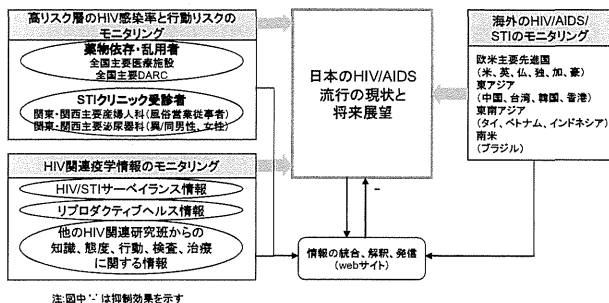 高リスク層のHIV感染率と行動リスクの
モニタリング
薬物依存・乱用者
全国主要医療施設
全国主要DARC
STIクリニック受診者
関東・関西主要産婦人科(風俗営業従事者)
関東・関西主要泌尿器科(異/同男性、女性)
HIV関連疫学情報のモニタリング
HIV/STIサーベイランス情報
リプロダクティブヘルス情報
他のHIV関連研究班からの
知識、態度、行動、検査、治療
に関する情報
注:図中 '-' は抑制効果を示す
日本のHIV/AIDS
流行の現状と
将来展望
-
情報の統合、解釈、発信
(webサイト)
海外のHIV/AIDS/
STIのモニタリング
欧米主要先進国
(米、英、仏、独、加、豪)
東アジア
(中国、台湾、韓国、香港)
東南アジア
(タイ、ベトナム、インドネシア)
南米
(ブラジル)